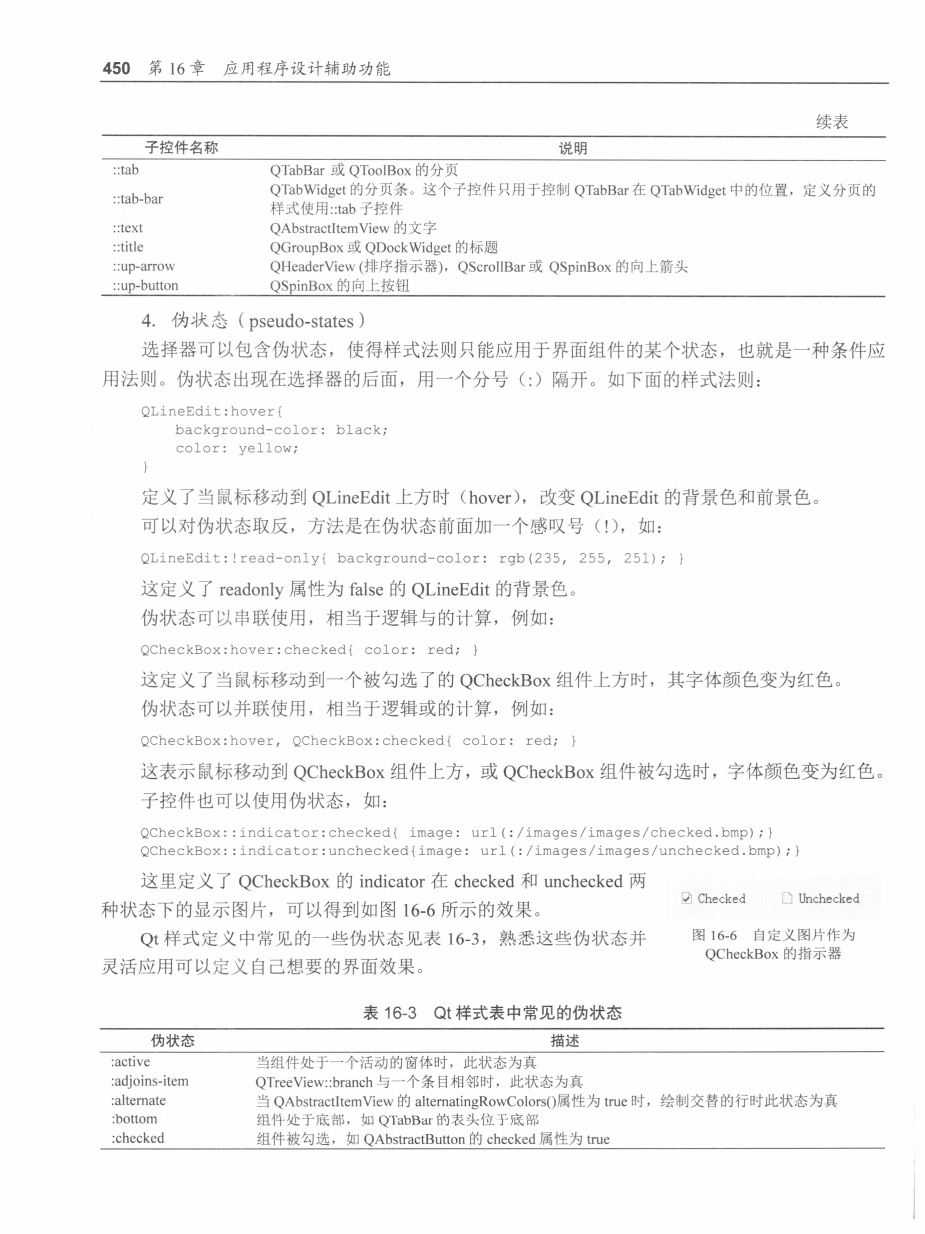 450 第 16 章 应用程序设计辅助功能
续表
子控件名称 说明
::tab QTabBar 或 QToolBox 的分页
::tab-bar QTabWidget 的分页条。这个子控件只用于控制 QTabBar 在 QTabWidget 中的位置，定义分页的
样式使用::tab 子控件
::text QAbstractItemView 的文字
::title QGroupBox 或 QDockWidget 的标题
::up-arrow QHeaderView (排序指示器)，QScrollBar 或 QSpinBox 的向上箭头
::up-button QSpinBox 的向上按钮
4. 伪状态（pseudo-states）
选择器可以包含伪状态，使得样式法则只能应用于界面组件的某个状态，也就是一种条件应
用法则。伪状态出现在选择器的后面，用一个分号（:）隔开。如下面的样式法则：
QLineEdit:hover{
background-color: black;
color: yellow;
}
定义了当鼠标移动到 QLineEdit 上方时（hover），改变 QLineEdit 的背景色和前景色。
可以对伪状态取反，方法是在伪状态前面加一个感叹号（!），如：
QLineEdit:!read-only{ background-color: rgb(235, 255, 251); }
这定义了 readonly 属性为 false 的 QLineEdit 的背景色。
伪状态可以串联使用，相当于逻辑与的计算，例如：
QCheckBox:hover:checked{ color: red; }
这定义了当鼠标移动到一个被勾选了的 QCheckBox 组件上方时，其字体颜色变为红色。
伪状态可以并联使用，相当于逻辑或的计算，例如：
QCheckBox:hover, QCheckBox:checked{ color: red; }
这表示鼠标移动到 QCheckBox 组件上方，或 QCheckBox 组件被勾选时，字体颜色变为红色。
子控件也可以使用伪状态，如：
QCheckBox::indicator:checked{ image: url(:/images/images/checked.bmp);}
QCheckBox::indicator:unchecked{image: url(:/images/images/unchecked.bmp);}
这里定义了 QCheckBox 的 indicator 在 checked 和 unchecked 两
种状态下的显示图片，可以得到如图 16-6 所示的效果。
Qt 样式定义中常见的一些伪状态见表 16-3，熟悉这些伪状态并
灵活应用可以定义自己想要的界面效果。
Checked Unchecked
图 16-6 自定义图片作为
QCheckBox 的指示器
表 16-3 Qt 样式表中常见的伪状态
伪状态 描述
:active 当组件处于一个活动的窗体时，此状态为真
:adjoins-item QTreeView::branch 与一个条目相邻时，此状态为真
:alternate 当 QAbstractItemView 的 alternatingRowColors()属性为 true 时，绘制交替的行时此状态为真
:bottom 组件处于底部，如 QTabBar 的表头位于底部
:checked 组件被勾选，如 QAbstractButton 的 checked 属性为 true